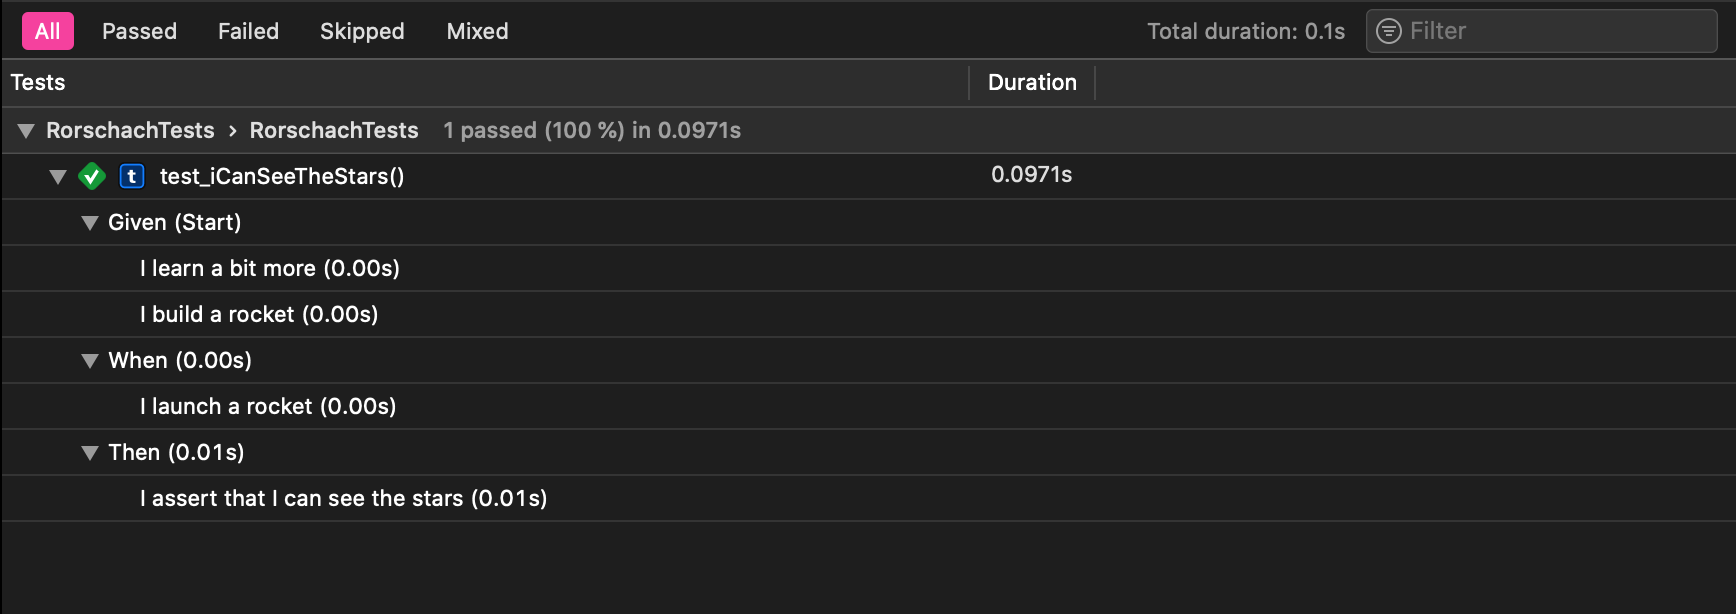 All Passed Failed Skipped Mixed Total duration: 0.1s Filter
Tests Duration
RorschachTests › RorschachTests 1 passed (100 %) in 0.0971s
t test_iCanSeeTheStars() 0.0971s
Given (Start)
I learn a bit more (0.00s)
I build a rocket (0.00s)
When (0.00s)
I launch a rocket (0.00s)
Then (0.01s)
I assert that I can see the stars (0.01s)